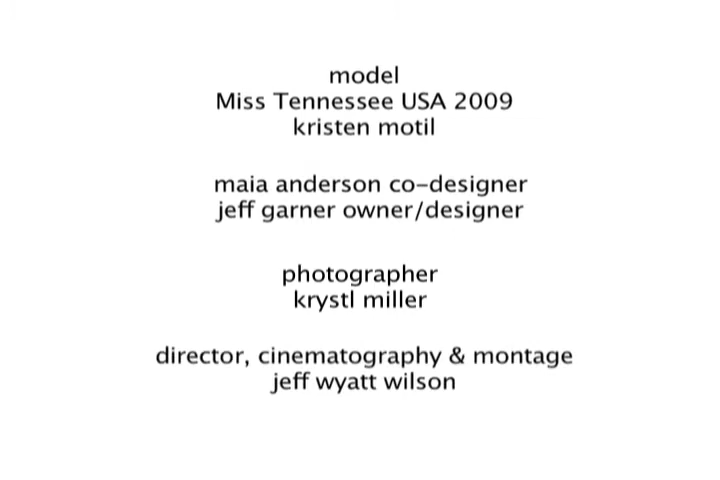 model
Miss Tennessee USA 2009
kristen motil
maia anderson co-designer
jeff garner owner/designer
photographer
krystl miller
director, cinematography & montage
jeff wyatt wilson